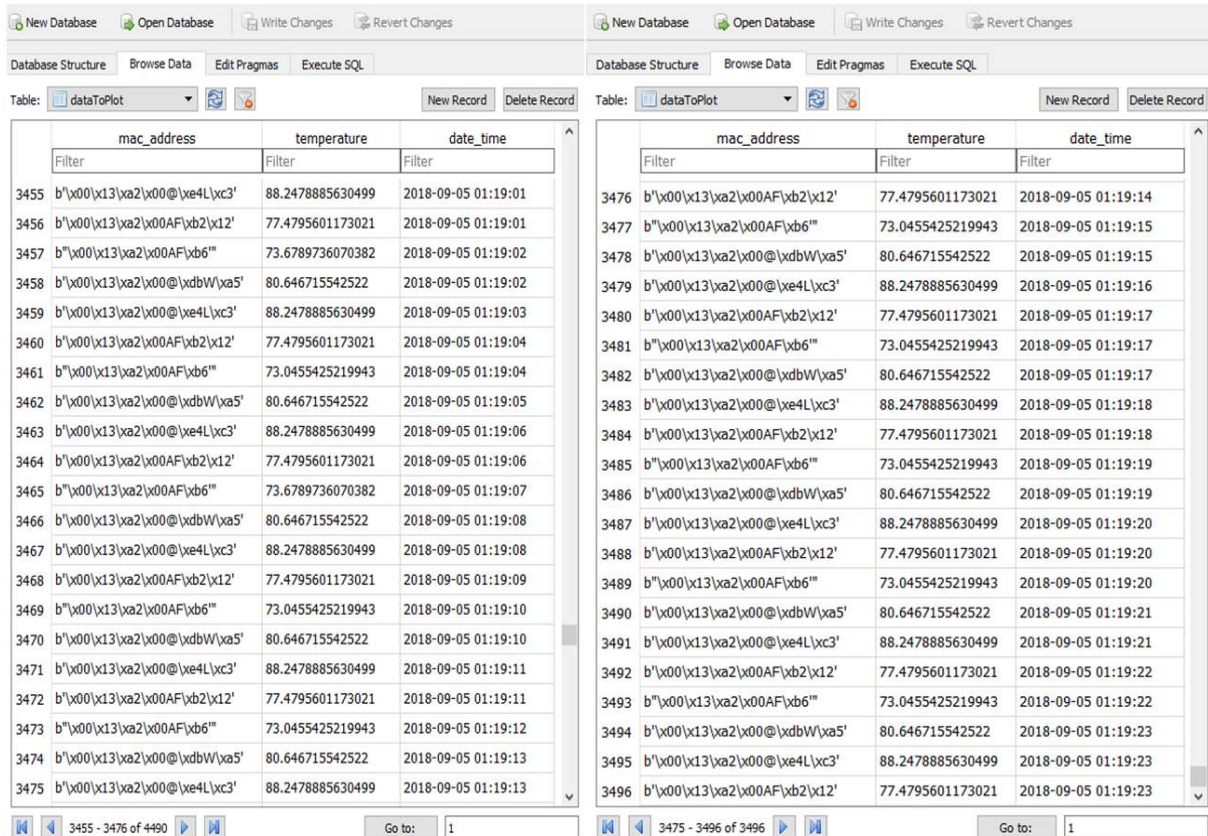 New Database Open Database Write Changes Revert Changes
Database Structure Browse Data Edit Pragmas Execute SQL
Table: dataToPlot New Record Delete Record
mac_address temperature date_time
Filter Filter Filter
3455 b'\x00\x13\xa2\x00@\xe4L\xc3' 88.2478885630499 2018-09-05 01:19:01
3456 b'\x00\x13\xa2\x00AF\xb2\x12' 77.4795601173021 2018-09-05 01:19:01
3457 b"\x00\x13\xa2\x00AF\xb6'" 73.6789736070382 2018-09-05 01:19:02
3458 b'\x00\x13\xa2\x00@\xdbW\xa5' 80.646715542522 2018-09-05 01:19:02
3459 b'\x00\x13\xa2\x00@\xe4L\xc3' 88.2478885630499 2018-09-05 01:19:03
3460 b'\x00\x13\xa2\x00AF\xb2\x12' 77.4795601173021 2018-09-05 01:19:04
3461 b"\x00\x13\xa2\x00AF\xb6'" 73.0455425219943 2018-09-05 01:19:04
3462 b'\x00\x13\xa2\x00@\xdbW\xa5' 80.646715542522 2018-09-05 01:19:05
3463 b'\x00\x13\xa2\x00@\xe4L\xc3' 88.2478885630499 2018-09-05 01:19:06
3464 b'\x00\x13\xa2\x00AF\xb2\x12' 77.4795601173021 2018-09-05 01:19:06
3465 b"\x00\x13\xa2\x00AF\xb6'" 73.6789736070382 2018-09-05 01:19:07
3466 b'\x00\x13\xa2\x00@\xdbW\xa5' 80.646715542522 2018-09-05 01:19:08
3467 b'\x00\x13\xa2\x00@\xe4L\xc3' 88.2478885630499 2018-09-05 01:19:08
3468 b'\x00\x13\xa2\x00AF\xb2\x12' 77.4795601173021 2018-09-05 01:19:09
3469 b"\x00\x13\xa2\x00AF\xb6'" 73.0455425219943 2018-09-05 01:19:10
3470 b'\x00\x13\xa2\x00@\xdbW\xa5' 80.646715542522 2018-09-05 01:19:10
3471 b'\x00\x13\xa2\x00@\xe4L\xc3' 88.2478885630499 2018-09-05 01:19:11
3472 b'\x00\x13\xa2\x00AF\xb2\x12' 77.4795601173021 2018-09-05 01:19:11
3473 b"\x00\x13\xa2\x00AF\xb6'" 73.0455425219943 2018-09-05 01:19:12
3474 b'\x00\x13\xa2\x00@\xdbW\xa5' 80.646715542522 2018-09-05 01:19:13
3475 b'\x00\x13\xa2\x00@\xe4L\xc3' 88.2478885630499 2018-09-05 01:19:13
3455 - 3476 of 4490 Go to: 1
New Database Open Database Write Changes Revert Changes
Database Structure Browse Data Edit Pragmas Execute SQL
Table: dataToPlot New Record Delete Record
mac_address temperature date_time
Filter Filter Filter
3476 b'\x00\x13\xa2\x00AF\xb2\x12' 77.4795601173021 2018-09-05 01:19:14
3477 b"\x00\x13\xa2\x00AF\xb6'" 73.0455425219943 2018-09-05 01:19:15
3478 b'\x00\x13\xa2\x00@\xdbW\xa5' 80.646715542522 2018-09-05 01:19:15
3479 b'\x00\x13\xa2\x00@\xe4L\xc3' 88.2478885630499 2018-09-05 01:19:16
3480 b'\x00\x13\xa2\x00AF\xb2\x12' 77.4795601173021 2018-09-05 01:19:17
3481 b"\x00\x13\xa2\x00AF\xb6'" 73.0455425219943 2018-09-05 01:19:17
3482 b'\x00\x13\xa2\x00@\xdbW\xa5' 80.646715542522 2018-09-05 01:19:17
3483 b'\x00\x13\xa2\x00@\xe4L\xc3' 88.2478885630499 2018-09-05 01:19:18
3484 b'\x00\x13\xa2\x00AF\xb2\x12' 77.4795601173021 2018-09-05 01:19:18
3485 b"\x00\x13\xa2\x00AF\xb6'" 73.0455425219943 2018-09-05 01:19:19
3486 b'\x00\x13\xa2\x00@\xdbW\xa5' 80.646715542522 2018-09-05 01:19:19
3487 b'\x00\x13\xa2\x00@\xe4L\xc3' 88.2478885630499 2018-09-05 01:19:20
3488 b'\x00\x13\xa2\x00AF\xb2\x12' 77.4795601173021 2018-09-05 01:19:20
3489 b"\x00\x13\xa2\x00AF\xb6'" 73.0455425219943 2018-09-05 01:19:20
3490 b'\x00\x13\xa2\x00@\xdbW\xa5' 80.646715542522 2018-09-05 01:19:21
3491 b'\x00\x13\xa2\x00@\xe4L\xc3' 88.2478885630499 2018-09-05 01:19:21
3492 b'\x00\x13\xa2\x00AF\xb2\x12' 77.4795601173021 2018-09-05 01:19:22
3493 b"\x00\x13\xa2\x00AF\xb6'" 73.0455425219943 2018-09-05 01:19:22
3494 b'\x00\x13\xa2\x00@\xdbW\xa5' 80.646715542522 2018-09-05 01:19:23
3495 b'\x00\x13\xa2\x00@\xe4L\xc3' 88.2478885630499 2018-09-05 01:19:23
3496 b'\x00\x13\xa2\x00AF\xb2\x12' 77.4795601173021 2018-09-05 01:19:23
3475 - 3496 of 3496 Go to: 1